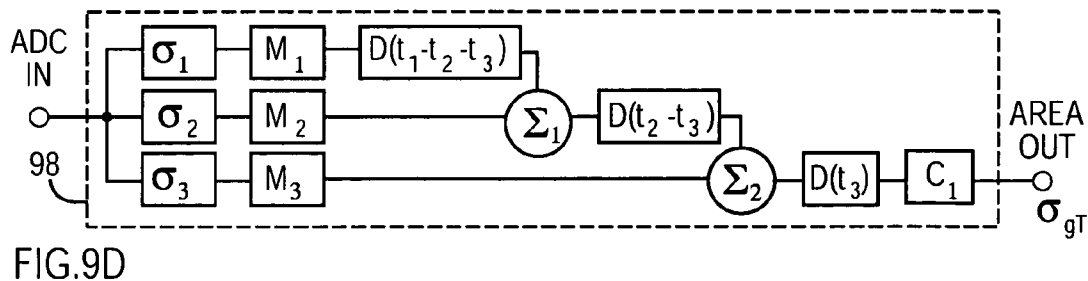 ADC
IN
σ₁ M₁ D(t₁-t₂-t₃)
σ₂ M₂ Σ₁ D(t₂-t₃)
AREA
OUT
98
σ₃ M₃ Σ₂ D(t₃) C₁
σgT
FIG.9D